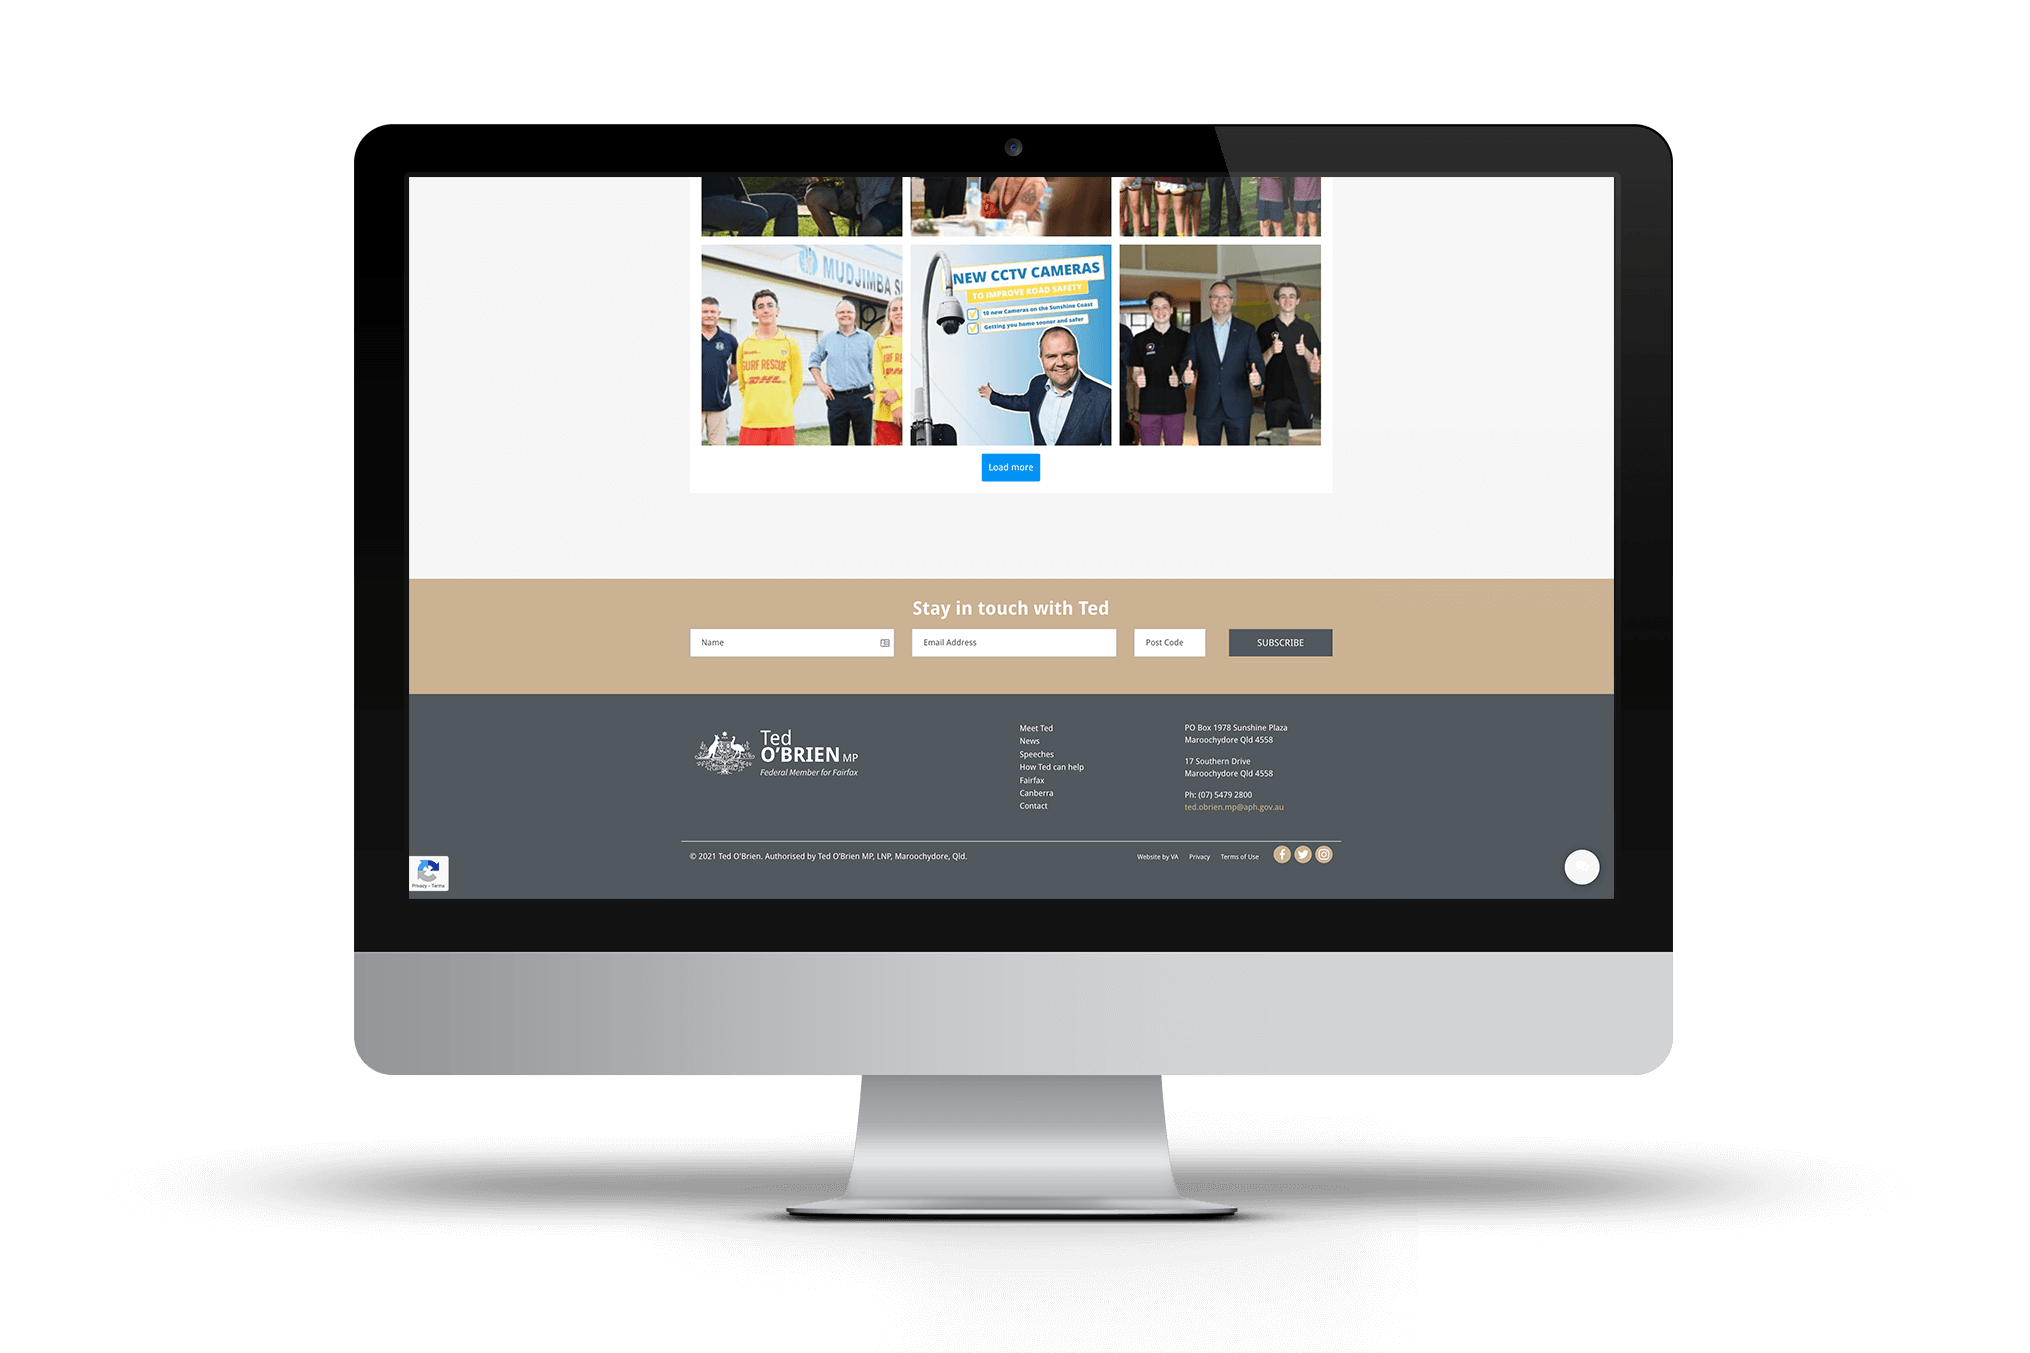 MUDJIMBA S
SURF RESCUE
DHL
RF RE
NEW CCTV CAMERAS
TO IMPROVE ROAD SAFETY
10 new Cameras on the Sunshine Coast
Getting you home sooner and safer
Load more
Stay in touch with Ted
Name
Email Address
Post Code
SUBSCRIBE
Ted
O'BRIEN MP
Federal Member for Fairfax
Meet Ted
News
Speeches
How Ted can help
Fairfax
Canberra
Contact
PO Box 1978 Sunshine Plaza
Maroochydore Qld 4558
17 Southern Drive
Maroochydore Qld 4558
Ph: (07) 5479 2800
ted.obrien.mp@aph.gov.au
© 2021 Ted O'Brien. Authorised by Ted O'Brien MP, LNP, Maroochydore, Qld.
Website by VA
Privacy
Terms of Use
Privacy - Terms